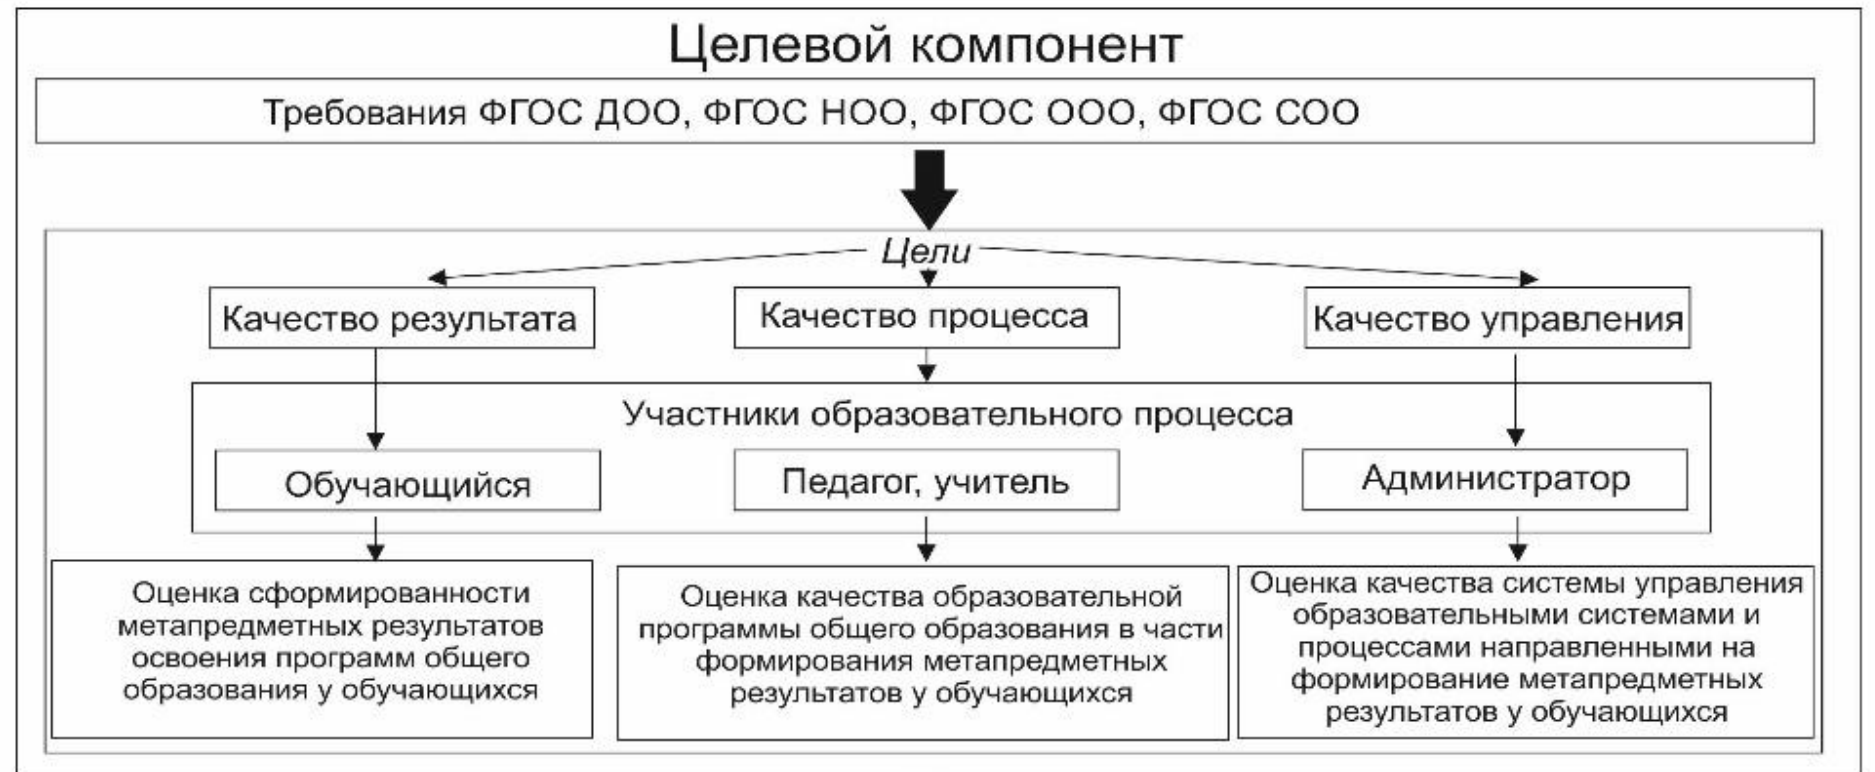 Целевой компонент
Требования ФГОС ДОО, ФГОС НОО, ФГОС ООО, ФГОС СОО
Цели
Качество результата
Качество процесса
Качество управления
Участники образовательного процесса
Обучающийся
Педагог, учитель
Администратор
Оценка сформированности
метапредметных результатов
освоения программ общего
образования у обучающихся
Оценка качества образовательной
программы общего образования в части
формирования метапредметных
результатов у обучающихся
Оценка качества системы управления
образовательными системами и
процессами направленными на
формирование метапредметных
результатов у обучающихся